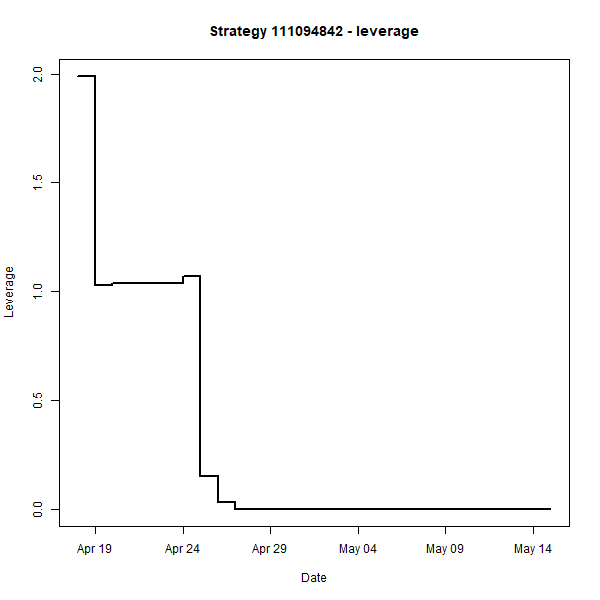 Strategy 111094842 - leverage
Leverage
2.0
1.5
1.0
0.5
0.0
Apr 19 Apr 24 Apr 29 May 04 May 09 May 14
Date